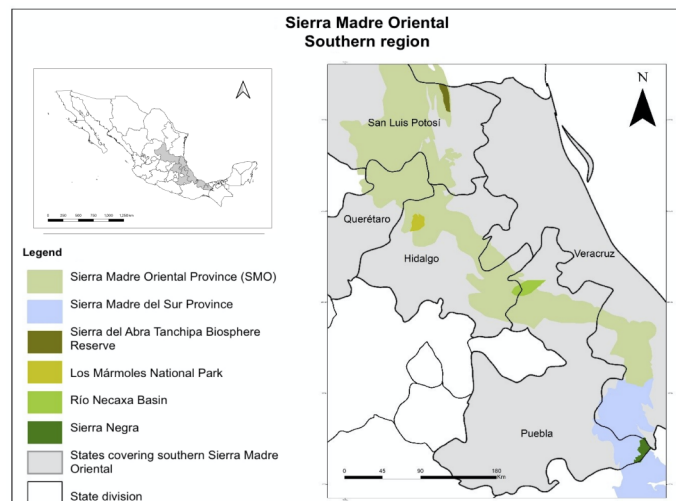 Sierra Madre Oriental
Southern region
Legend
Sierra Madre Oriental Province (SMO)
Sierra Madre del Sur Province
Sierra del Abra Tanchipa Biosphere
Reserve
Los Mármoles National Park
Río Necaxa Basin
Sierra Negra
States covering southern Sierra Madre
Oriental
State division
N
San Luis Potosí
Querétaro
Hidalgo
Veracruz
Puebla
0 45 90 180
Km